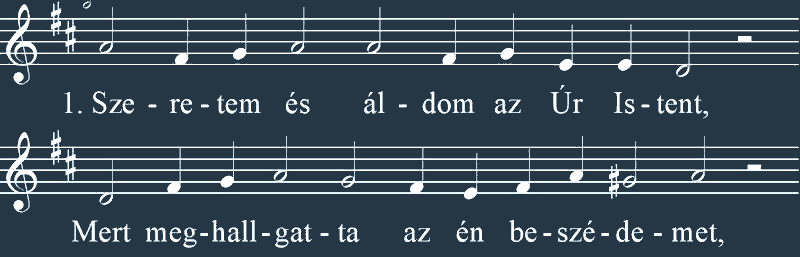 1. Sze - re - tem és ál - dom az Úr Is - tent,
Mert meg - hall - gat - ta az én be - szé - de - met,